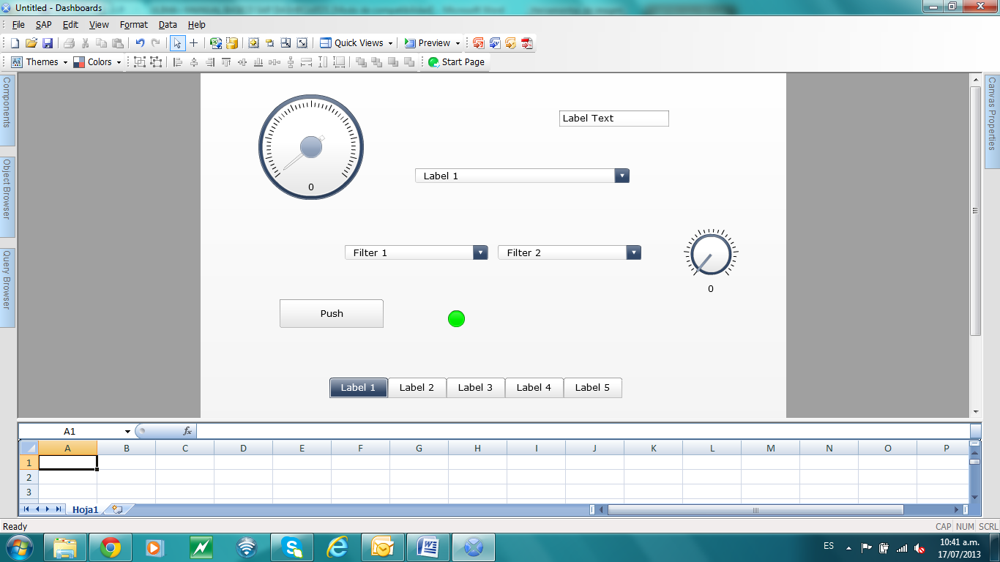 Untitled - Dashboards
File SAP Edit View Format Data Help
Quick Views Preview
Themes Colors Start Page
Components
Object Browser
Query Browser
Canvas Properties
Label Text
0
Label 1
Filter 1 Filter 2
0
Push
Label 1 Label 2 Label 3 Label 4 Label 5
A1 fx
A B C D E F G H I J K L M N O P
1
2
3
Hoja1
Ready CAP NUM SCRL
ES 10:41 a.m.
17/07/2013